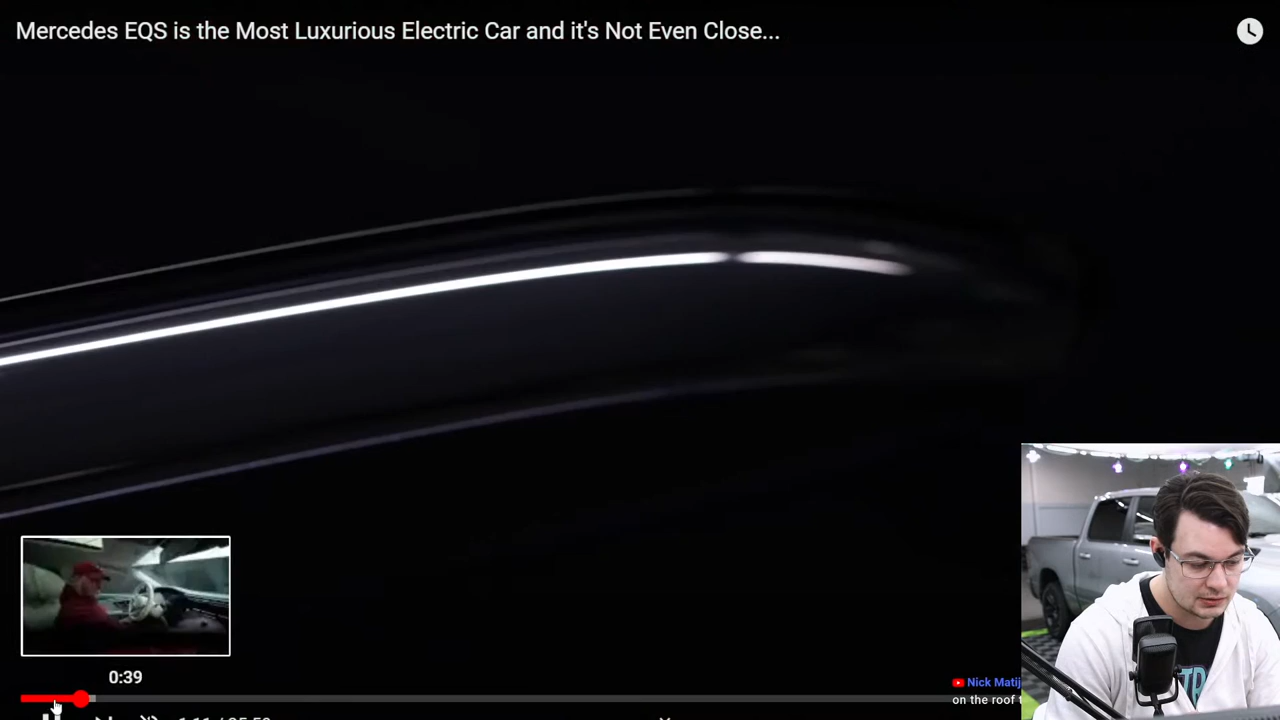 Mercedes EQS is the Most Luxurious Electric Car and it's Not Even Close...
0:39
Nick Matij
on the roof